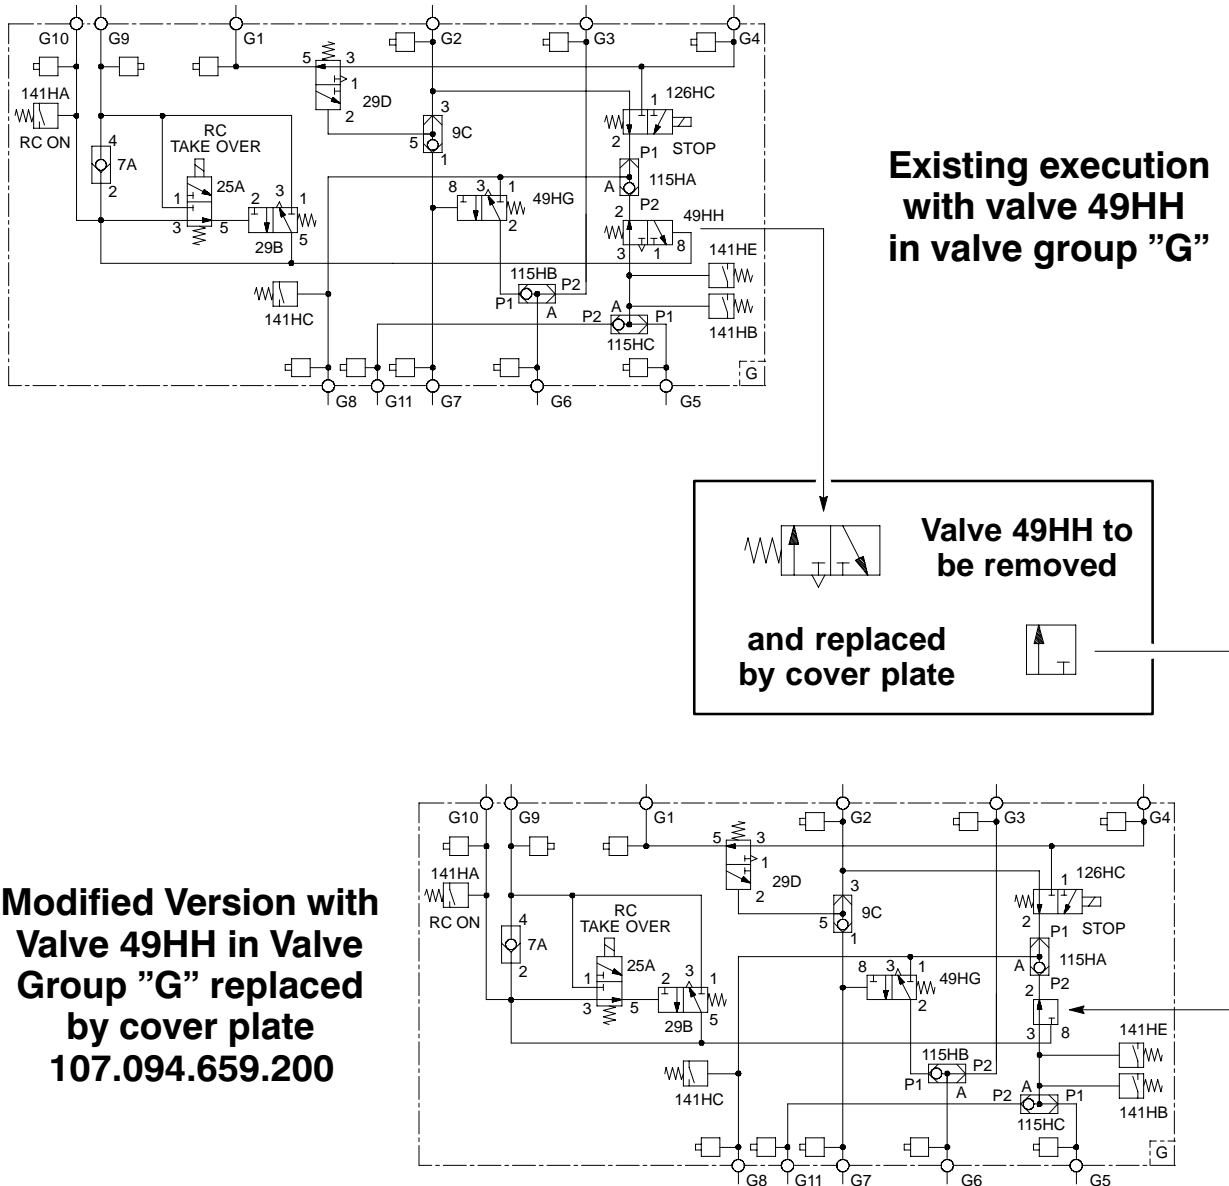 G10 G9 G1 G2 G3 G4
141HA
RC ON
4
7A
2
RC
TAKE OVER
25A
1
3 5
2 3 1
29B 5
5 3
1
29D
2
3
9C
5
1
8 3 1
49HG
2
1 126HC
2 STOP
P1
A 115HA
P2
2 49HH
3 1 8
141HE
141HB
141HC
115HB
P1 P2
A
A
P2 P1
115HC
G
G8 G11 G7 G6 G5
Existing execution
with valve 49HH
in valve group ”G”
Valve 49HH to
be removed
and replaced
by cover plate
Modified Version with
Valve 49HH in Valve
Group ”G” replaced
by cover plate
107.094.659.200
G10 G9 G1 G2 G3 G4
141HA
RC ON
4
7A
2
RC
TAKE OVER
25A
1
3 5
2 3 1
29B 5
5 3
1
29D
2
3
9C
5
1
8 3 1
49HG
2
1 126HC
2 STOP
P1
A 115HA
P2
2
3 8
141HE
141HB
141HC
115HB
P1 P2
A
A
P2 P1
115HC
G
G8 G11 G7 G6 G5